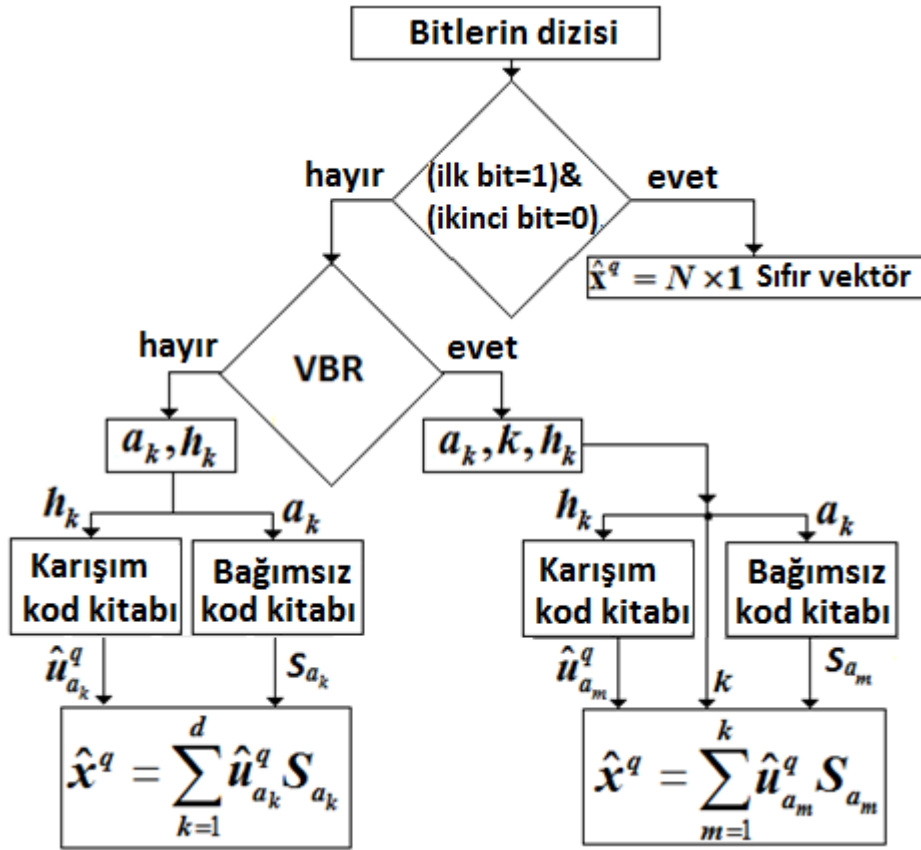 Bitlerin dizisi
hayır
(ilk bit=1)&
(ikinci bit=0)
evet
x̂^q = N × 1 Sıfır vektör
hayır
VBR
evet
a_k, h_k
a_k, k, h_k
h_k
a_k
h_k
a_k
Karışım
kod kitabı
Bağımsız
kod kitabı
Karışım
kod kitabı
Bağımsız
kod kitabı
û^q_{a_k}
S_{a_k}
û^q_{a_m}
k
S_{a_m}
x̂^q = ∑_{k=1}^{d} û^q_{a_k} S_{a_k}
x̂^q = ∑_{m=1}^{k} û^q_{a_m} S_{a_m}